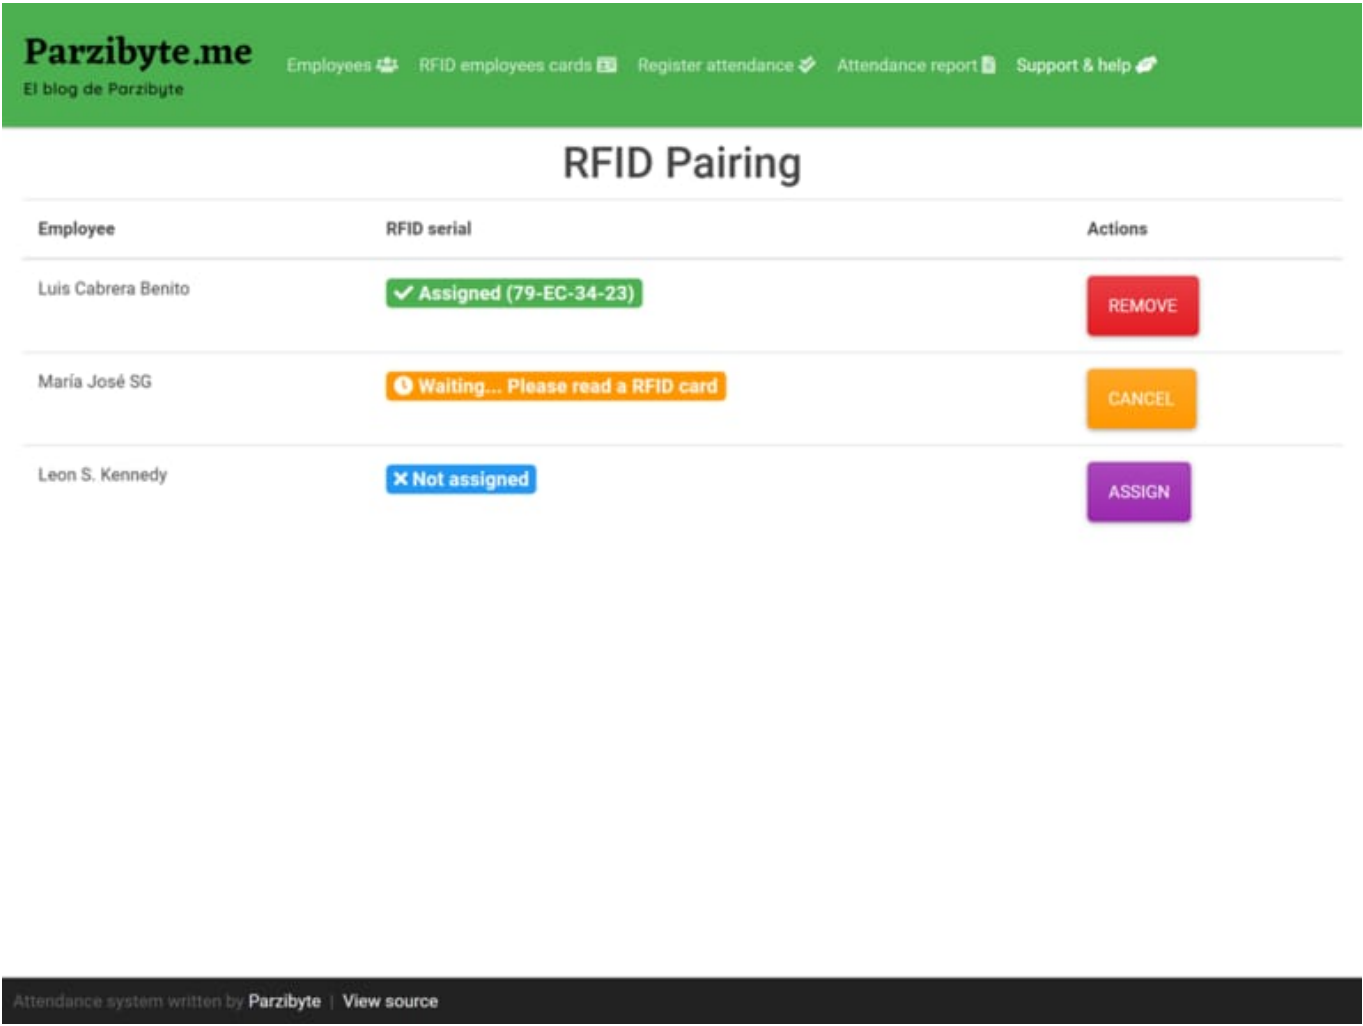 Parzibyte.me
El blog de Parzibyte
Employees RFID employees cards Register attendance Attendance report Support & help
RFID Pairing
Employee RFID serial Actions
Luis Cabrera Benito Assigned (79-EC-34-23) REMOVE
María José SG Waiting... Please read a RFID card CANCEL
Leon S. Kennedy Not assigned ASSIGN
Attendance system written by Parzibyte | View source